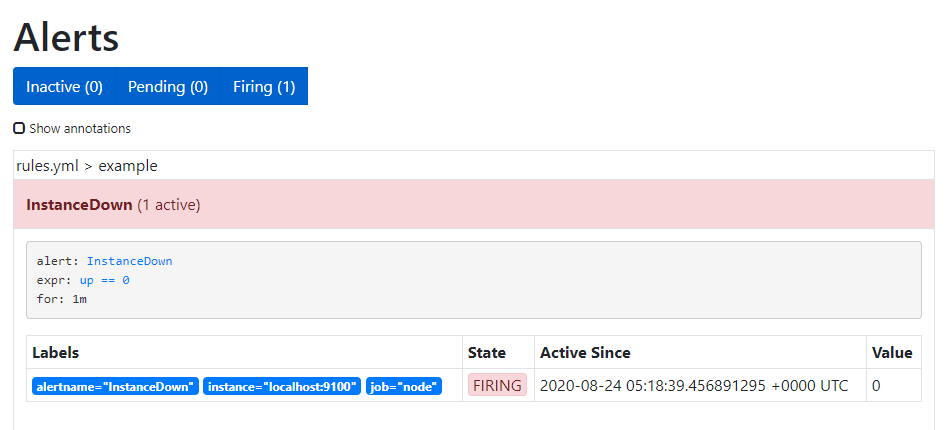 Alerts
Inactive (0) Pending (0) Firing (1)
Show annotations
rules.yml > example
InstanceDown (1 active)
alert: InstanceDown
expr: up == 0
for: 1m
Labels State Active Since Value
alertname="InstanceDown" instance="localhost:9100" job="node" FIRING 2020-08-24 05:18:39.456891295 +0000 UTC 0